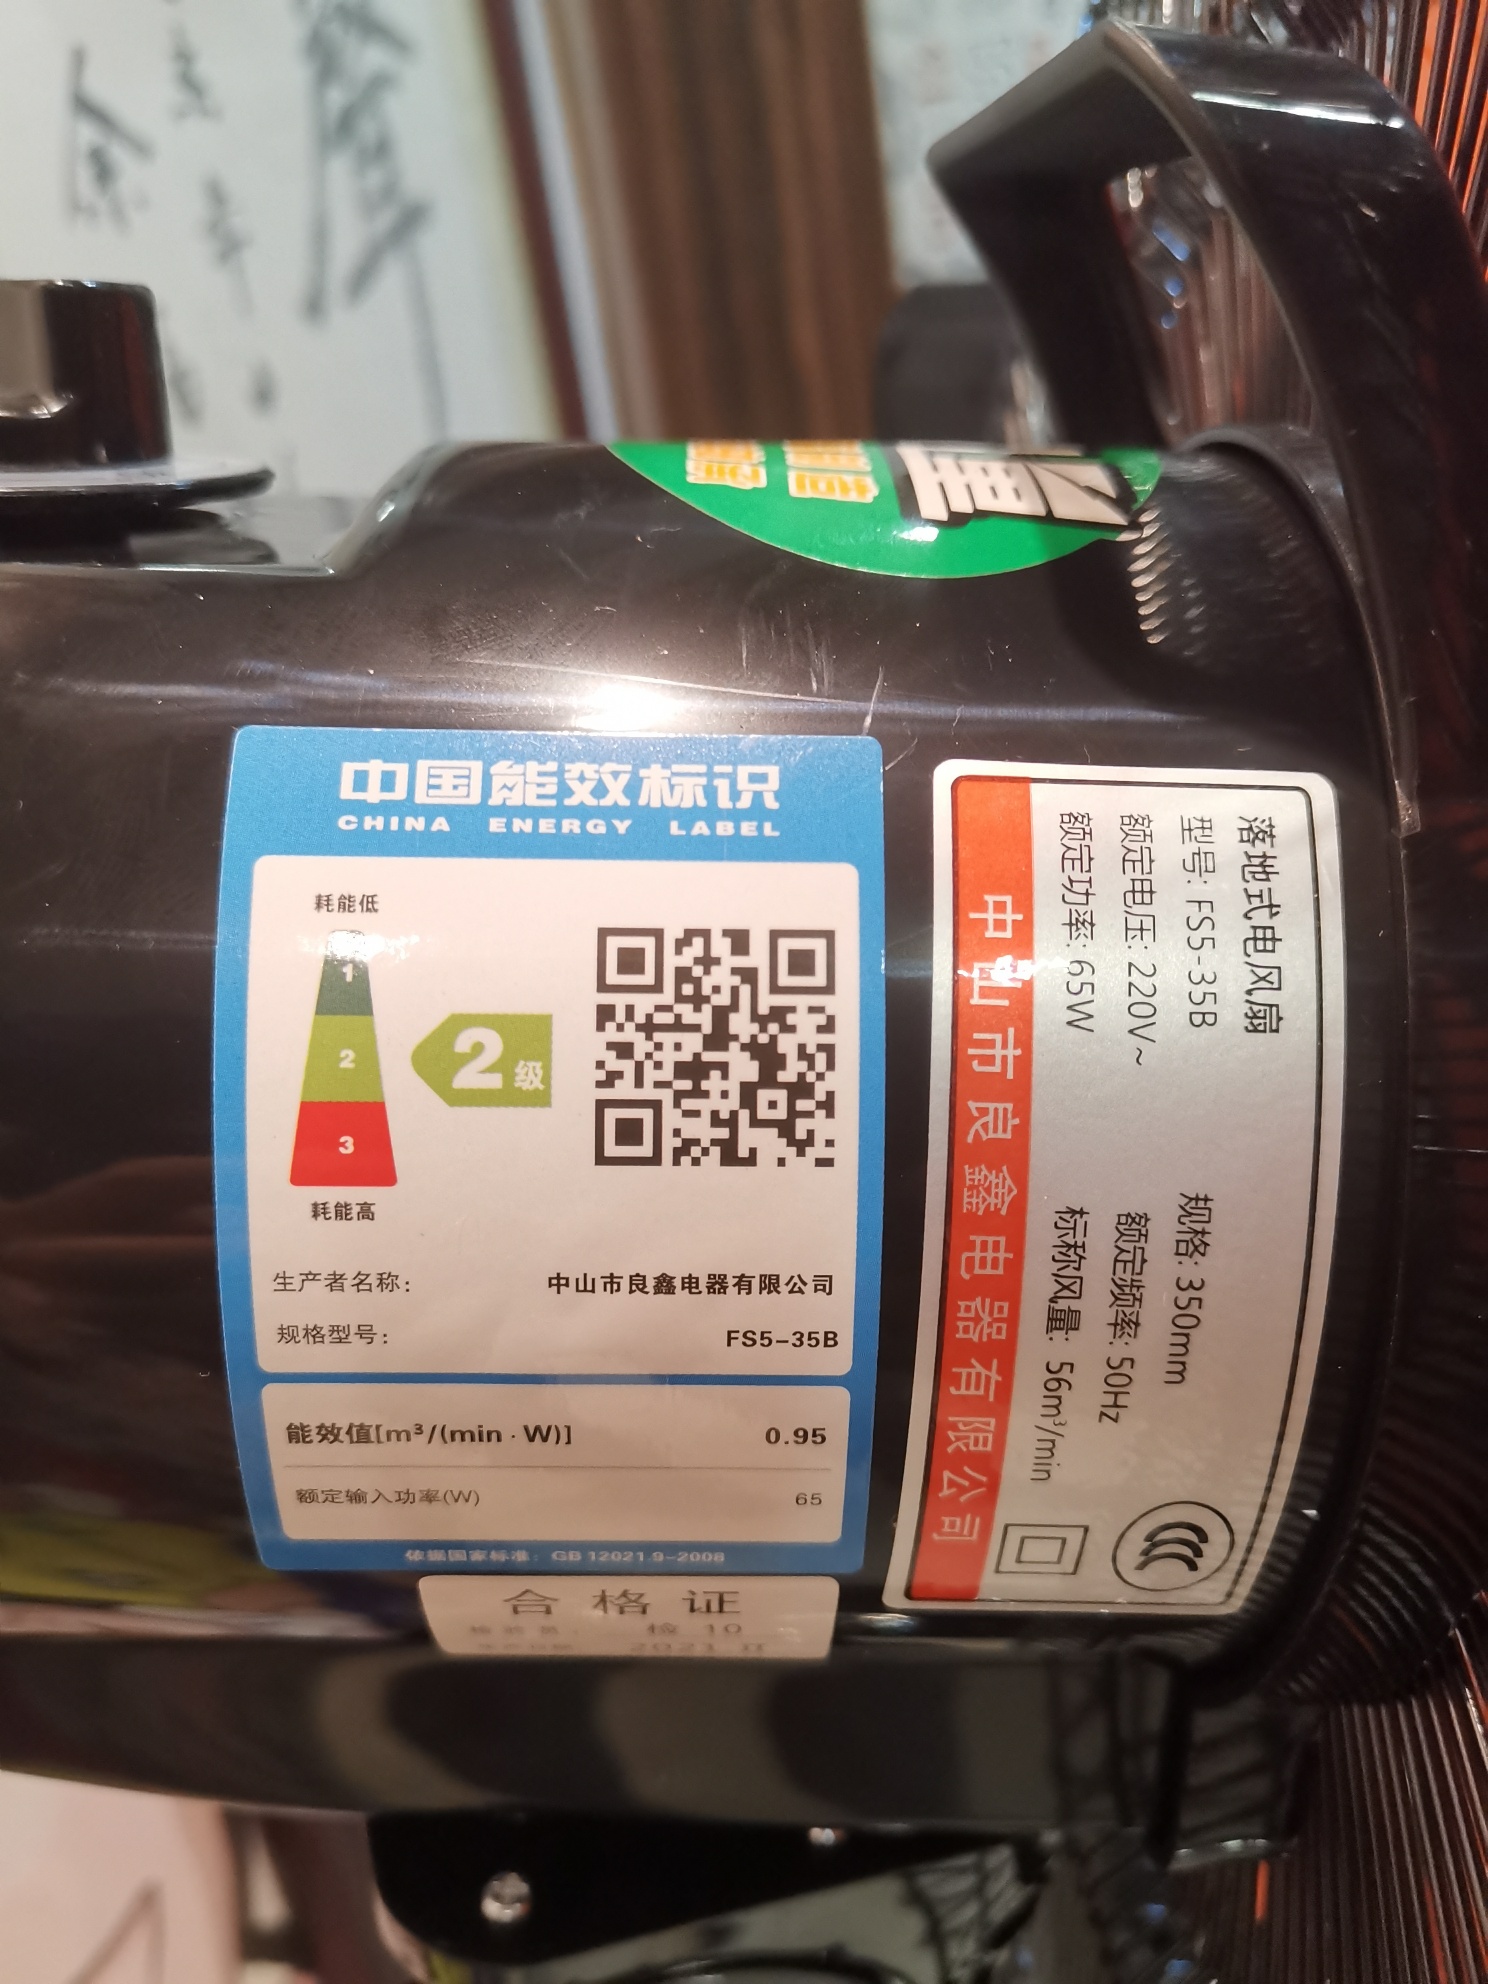 中国能效标识
CHINA ENERGY LABEL
耗能低
1
2
3
2级
耗能高
生产者名称: 中山市良鑫电器有限公司
规格型号: FS5-35B
能效值[m³/(min·W)] 0.95
额定输入功率(W) 65
依据国家标准: GB 12021.9-2008
合格证
检 10
2021
落地式电风扇
型号: FS5-35B 规格: 350mm
额定电压: 220V~ 额定频率: 50Hz
额定功率: 65W 标称风量: 56m³/min
中山市良鑫电器有限公司